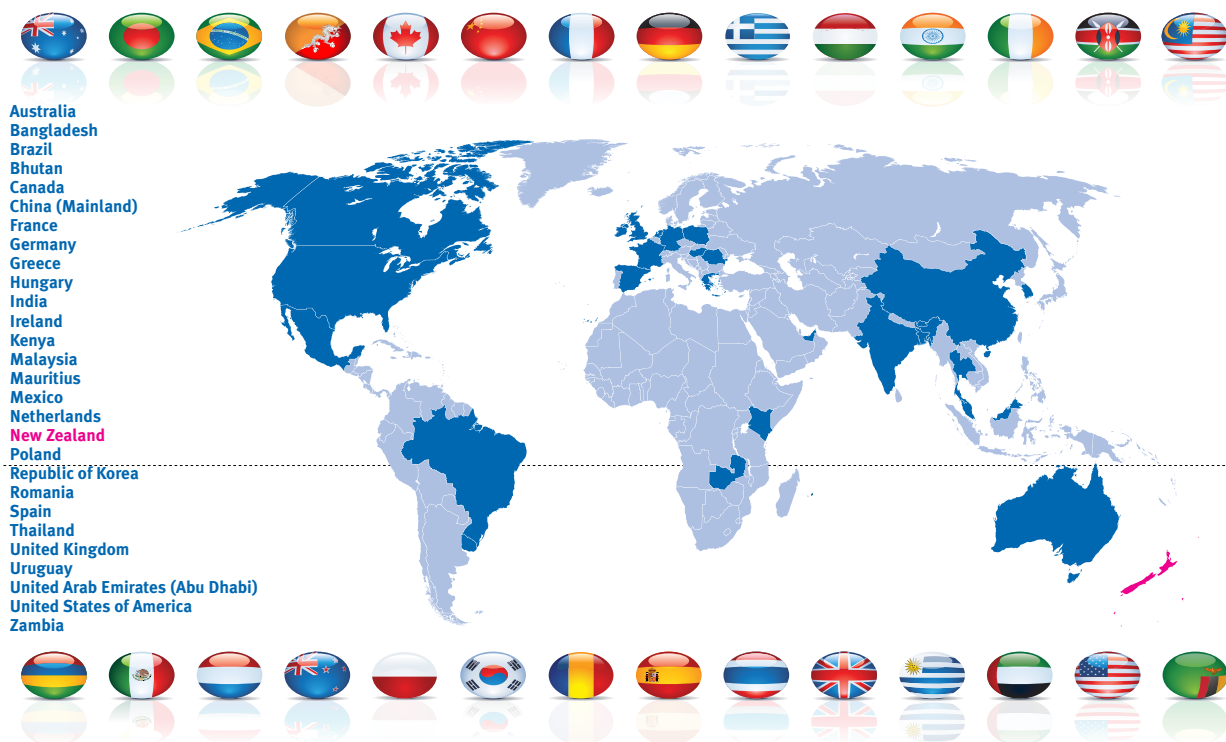 Australia
Bangladesh
Brazil
Bhutan
Canada
China (Mainland)
France
Germany
Greece
Hungary
India
Ireland
Kenya
Malaysia
Mauritius
Mexico
Netherlands
New Zealand
Poland
Republic of Korea
Romania
Spain
Thailand
United Kingdom
Uruguay
United Arab Emirates (Abu Dhabi)
United States of America
Zambia